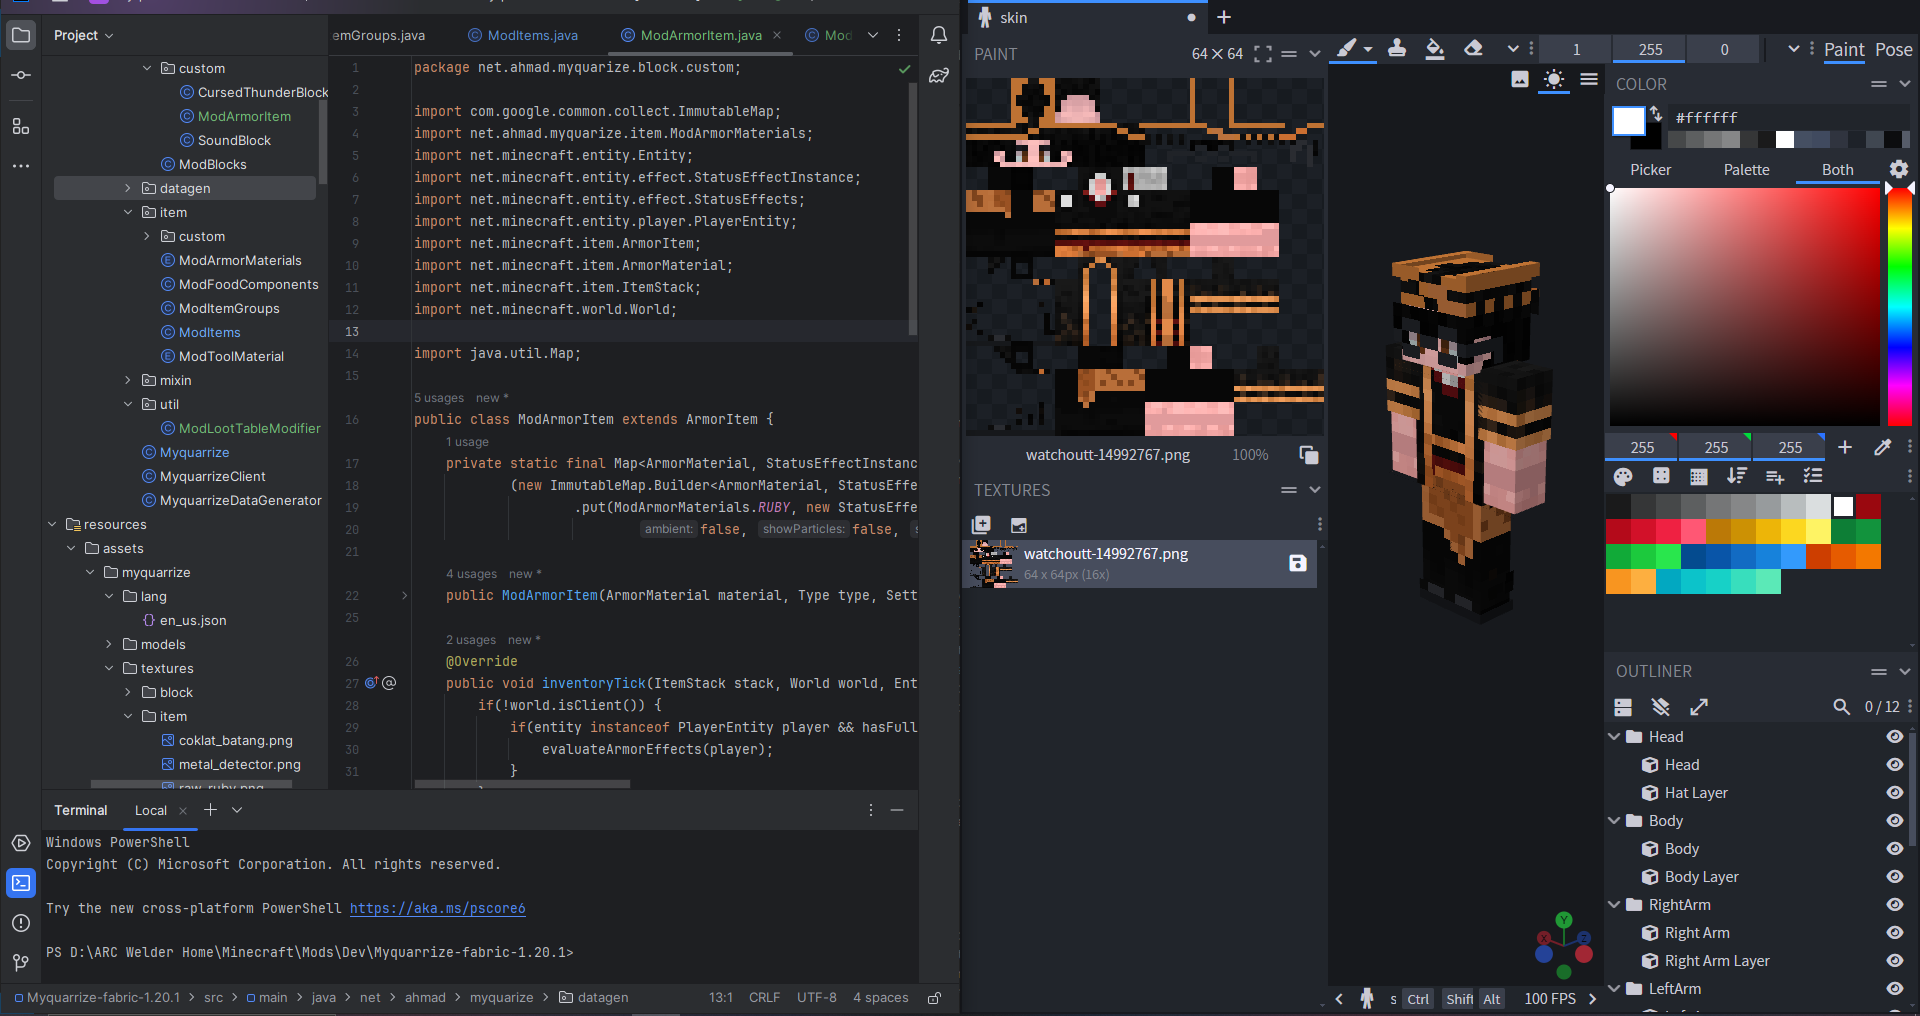 Project
custom
CursedThunderBlock
ModArmorItem
SoundBlock
ModBlocks
datagen
item
custom
ModArmorMaterials
ModFoodComponents
ModItemGroups
ModItems
ModToolMaterial
mixin
util
ModLootTableModifier
Myquarrize
MyquarrizeClient
MyquarrizeDataGenerator
resources
assets
myquarrize
lang
en_us.json
models
textures
block
item
coklat_batang.png
metal_detector.png
raw_ruby.png
emGroups.java
ModItems.java
ModArmorItem.java
Mod
1 package net.ahmad.myquarize.block.custom;
2
3 import com.google.common.collect.ImmutableMap;
4 import net.ahmad.myquarize.item.ModArmorMaterials;
5 import net.minecraft.entity.Entity;
6 import net.minecraft.entity.effect.StatusEffectInstance;
7 import net.minecraft.entity.effect.StatusEffects;
8 import net.minecraft.entity.player.PlayerEntity;
9 import net.minecraft.item.ArmorItem;
10 import net.minecraft.item.ArmorMaterial;
11 import net.minecraft.item.ItemStack;
12 import net.minecraft.world.World;
13
14 import java.util.Map;
15
5 usages new *
16 public class ModArmorItem extends ArmorItem {
1 usage
17 private static final Map<ArmorMaterial, StatusEffectInstanc
18 (new ImmutableMap.Builder<ArmorMaterial, StatusEffe
19 .put(ModArmorMaterials.RUBY, new StatusEffe
20 ambient: false, showParticles: false, s
21
4 usages new *
22 public ModArmorItem(ArmorMaterial material, Type type, Sett
25
2 usages new *
26 @Override
27 public void inventoryTick(ItemStack stack, World world, Ent
28 if(!world.isClient()) {
29 if(entity instanceof PlayerEntity player && hasFull
30 evaluateArmorEffects(player);
31 }
Terminal
Local
Windows PowerShell
Copyright (C) Microsoft Corporation. All rights reserved.
Try the new cross-platform PowerShell https://aka.ms/pscore6
PS D:\ARC Welder Home\Minecraft\Mods\Dev\Myquarrize-fabric-1.20.1>
Myquarrize-fabric-1.20.1 > src > main > java > net > ahmad > myquarize > datagen
13:1 CRLF UTF-8 4 spaces
skin
PAINT
64 × 64
watchoutt-14992767.png 100%
TEXTURES
watchoutt-14992767.png
64 x 64px (16x)
1 255 0
Paint Pose
COLOR
#ffffff
Picker Palette Both
255 255 255
OUTLINER
0 / 12
Head
Head
Hat Layer
Body
Body
Body Layer
RightArm
Right Arm
Right Arm Layer
LeftArm
Y
X
Z
s Ctrl Shift Alt 100 FPS